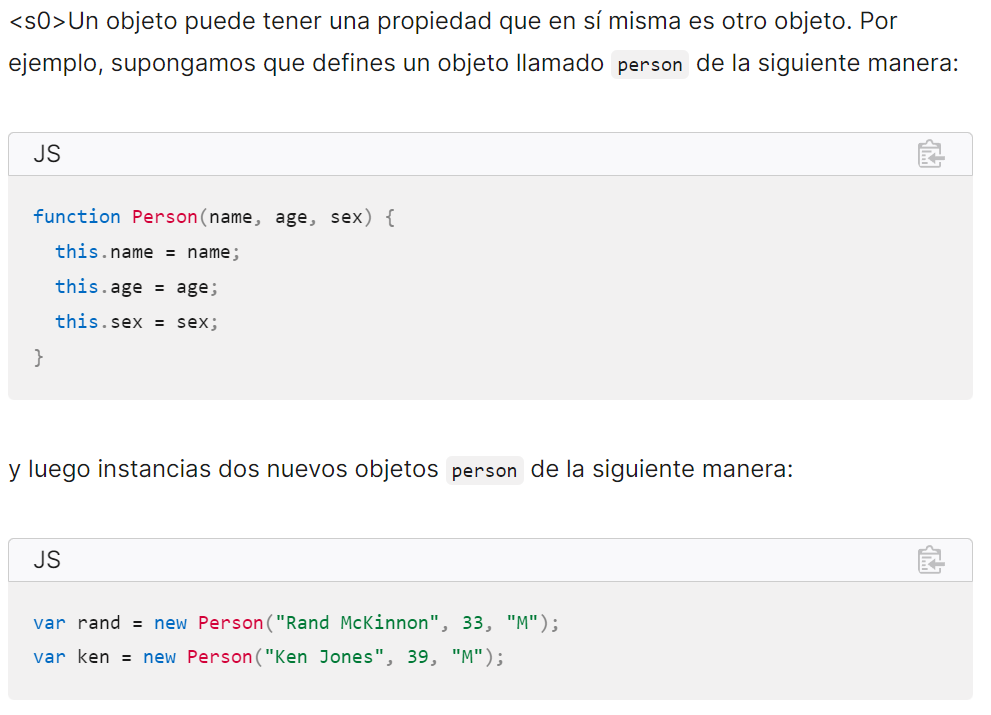 <s0>Un objeto puede tener una propiedad que en sí misma es otro objeto. Por
ejemplo, supongamos que defines un objeto llamado person de la siguiente manera:
JS
function Person(name, age, sex) {
  this.name = name;
  this.age = age;
  this.sex = sex;
}
y luego instancias dos nuevos objetos person de la siguiente manera:
JS
var rand = new Person("Rand McKinnon", 33, "M");
var ken = new Person("Ken Jones", 39, "M");